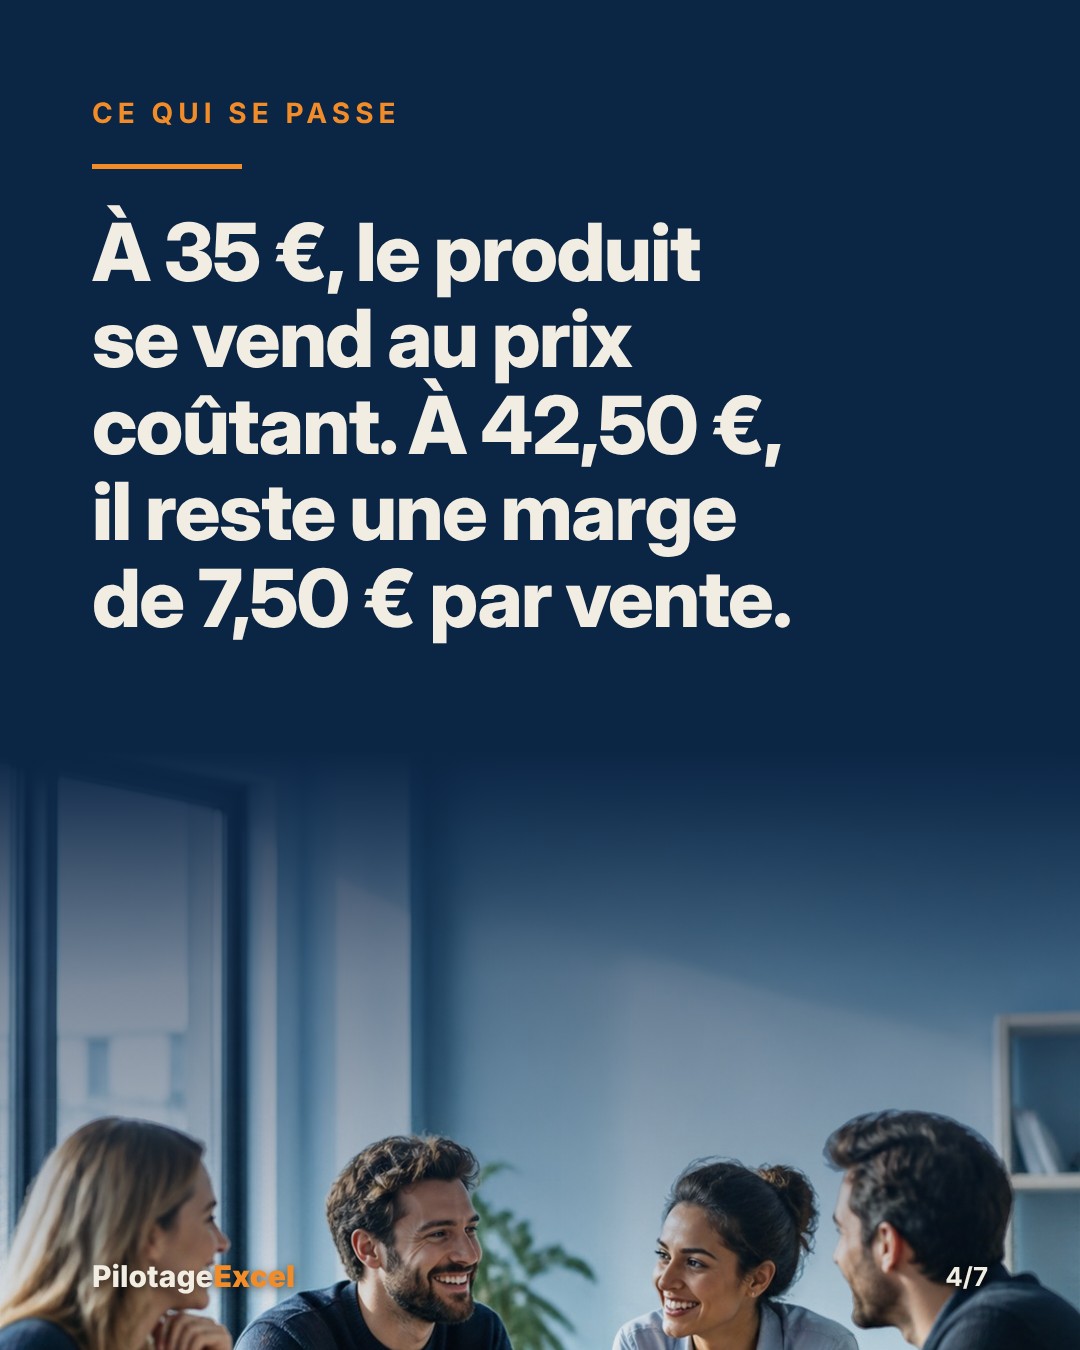 CE QUI SE PASSE
À 35 €, le produit
se vend au prix
coûtant. À 42,50 €,
il reste une marge
de 7,50 € par vente.
PilotageExcel
4/7